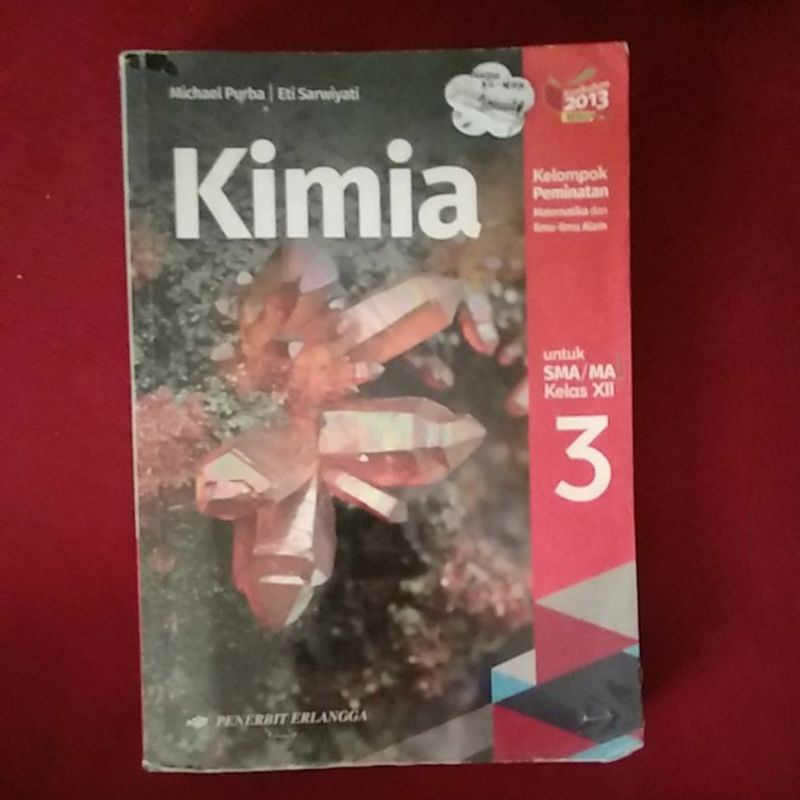 Michael Purba | Eti Sarwiyati
Kimia
2013
Kelompok
Peminatan
Matematika dan
Ilmu-Ilmu Alam
untuk
SMA/MA
Kelas XII
3
PENERBIT ERLANGGA